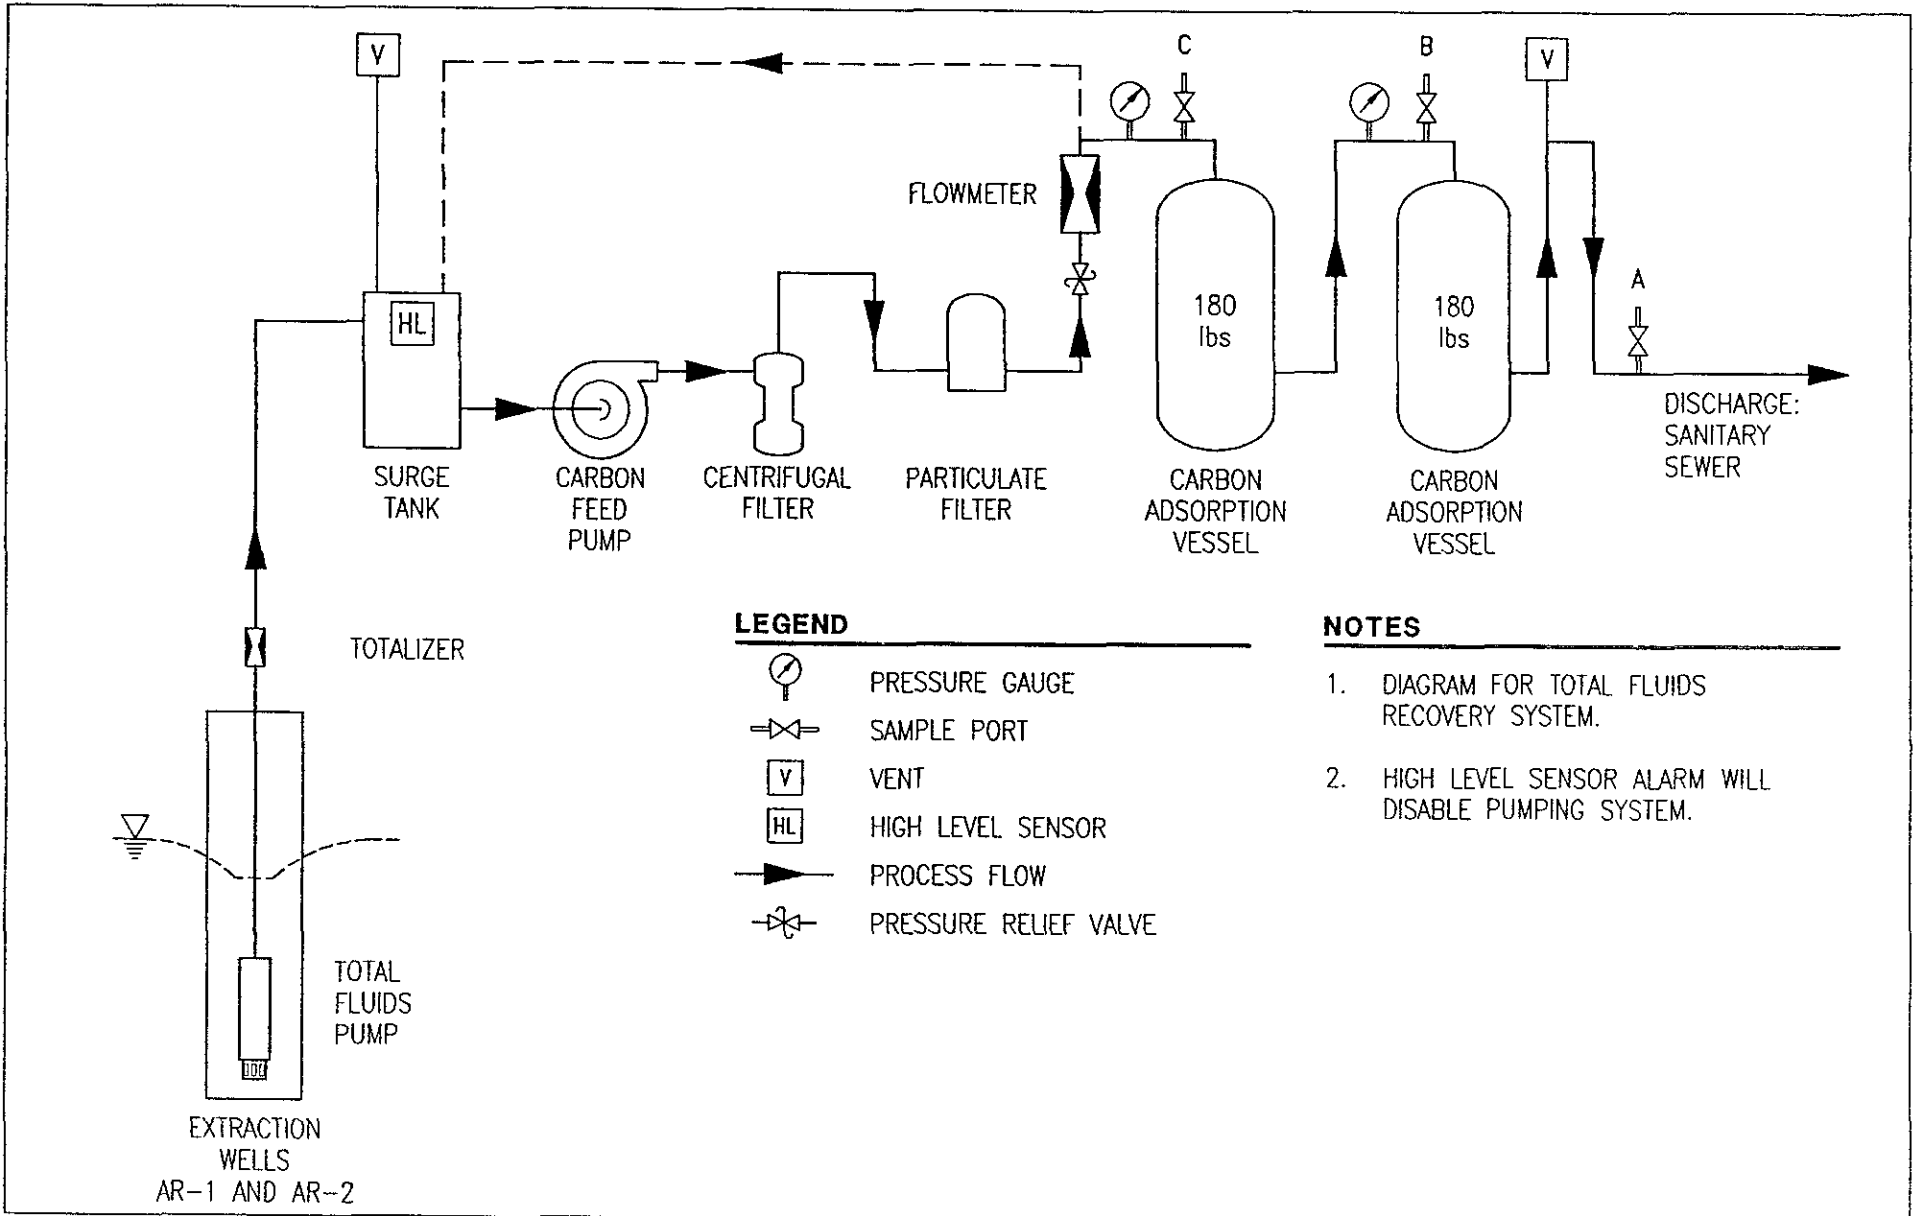 V
C
B
V
FLOWMETER
HL
180
lbs
180
lbs
A
DISCHARGE:
SANITARY
SEWER
SURGE
TANK
CARBON
FEED
PUMP
CENTRIFUGAL
FILTER
PARTICULATE
FILTER
CARBON
ADSORPTION
VESSEL
CARBON
ADSORPTION
VESSEL
TOTALIZER
TOTAL
FLUIDS
PUMP
EXTRACTION
WELLS
AR-1 AND AR-2
LEGEND
PRESSURE GAUGE
SAMPLE PORT
V VENT
HL HIGH LEVEL SENSOR
PROCESS FLOW
PRESSURE RELIEF VALVE
NOTES
1. DIAGRAM FOR TOTAL FLUIDS
RECOVERY SYSTEM.
2. HIGH LEVEL SENSOR ALARM WILL
DISABLE PUMPING SYSTEM.